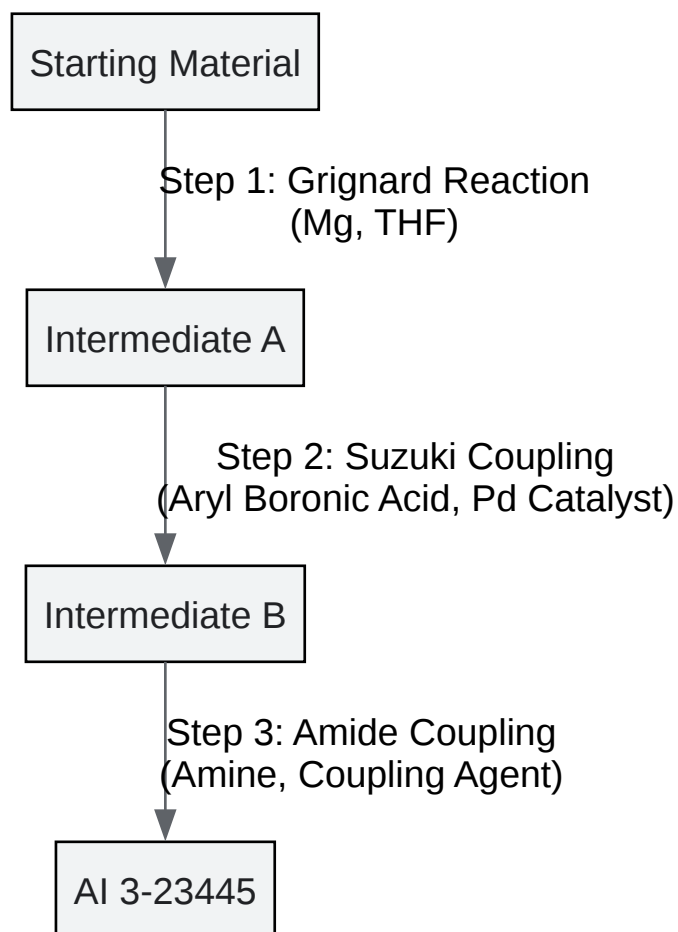 Starting Material
Step 1: Grignard Reaction
(Mg, THF)
Intermediate A
Step 2: Suzuki Coupling
(Aryl Boronic Acid, Pd Catalyst)
Intermediate B
Step 3: Amide Coupling
(Amine, Coupling Agent)
AI 3-23445